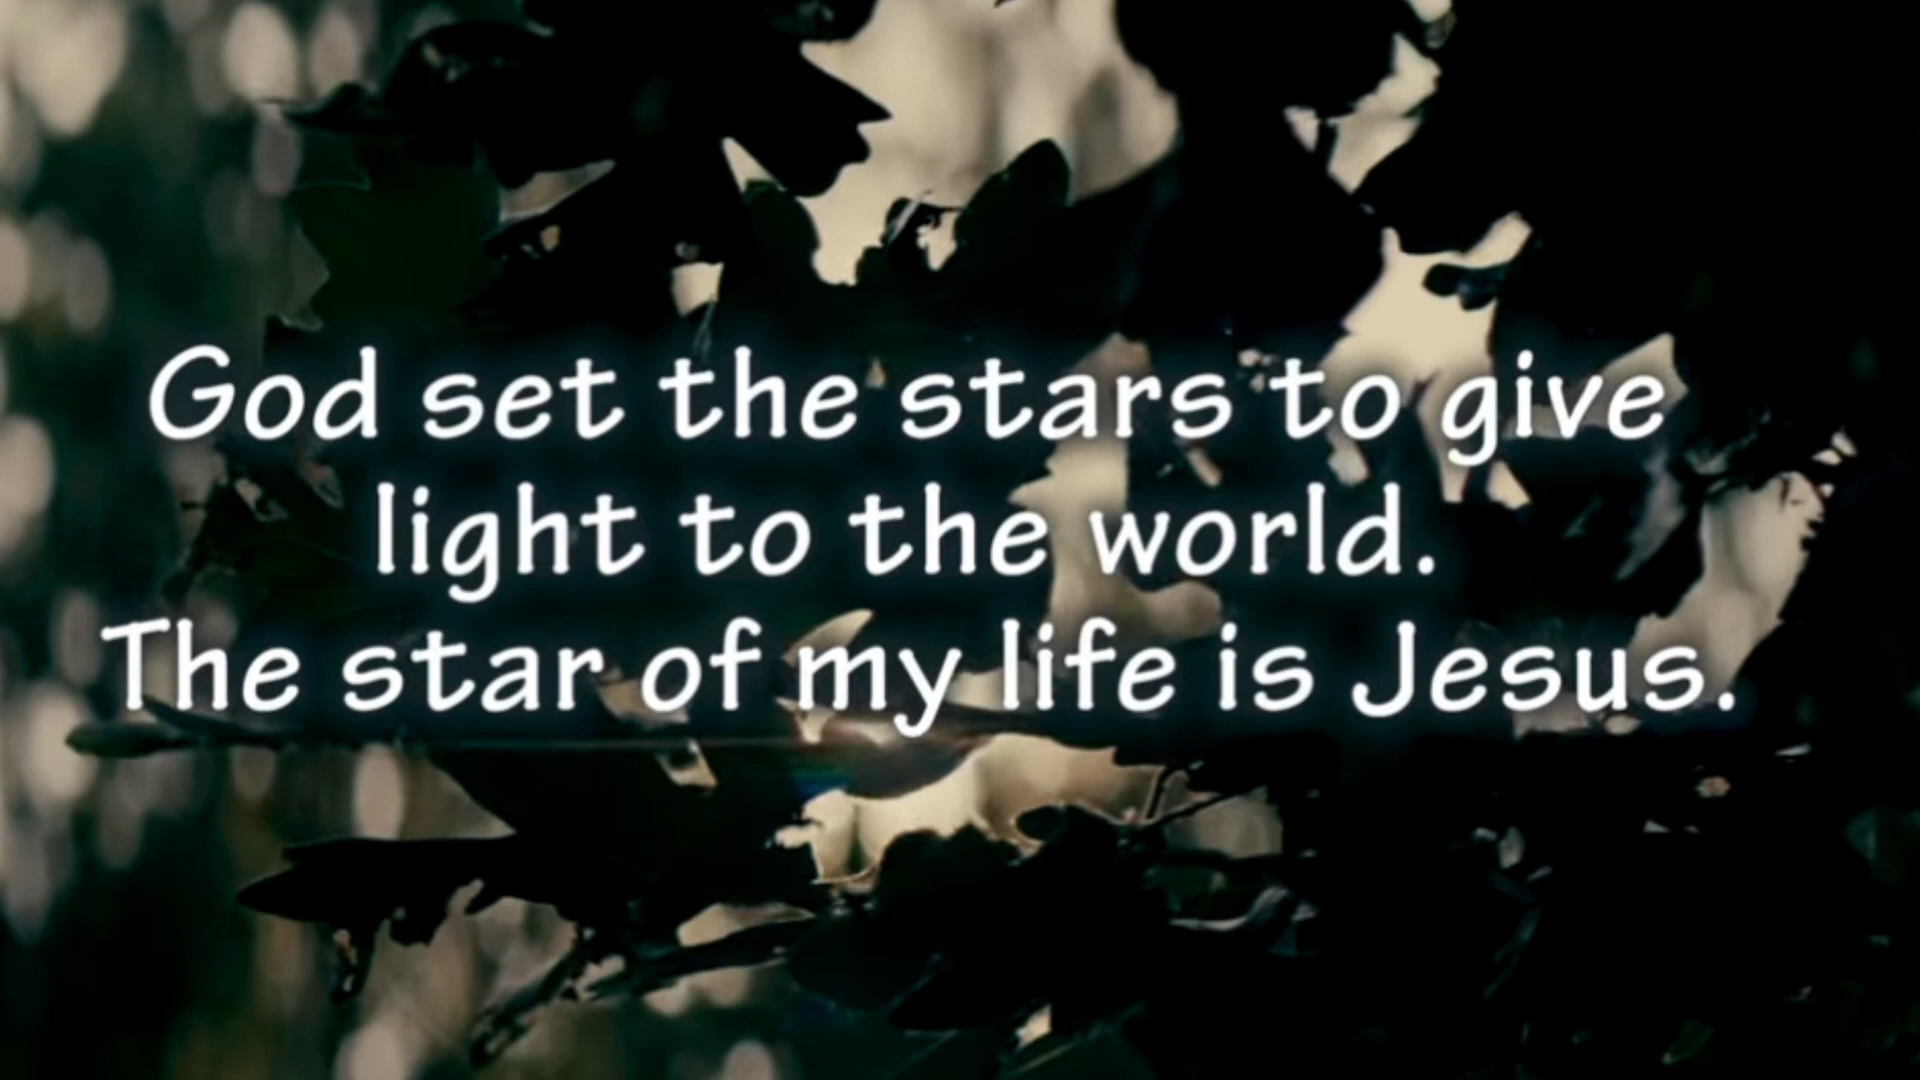 God set the stars to give
light to the world.
The star of my life is Jesus.